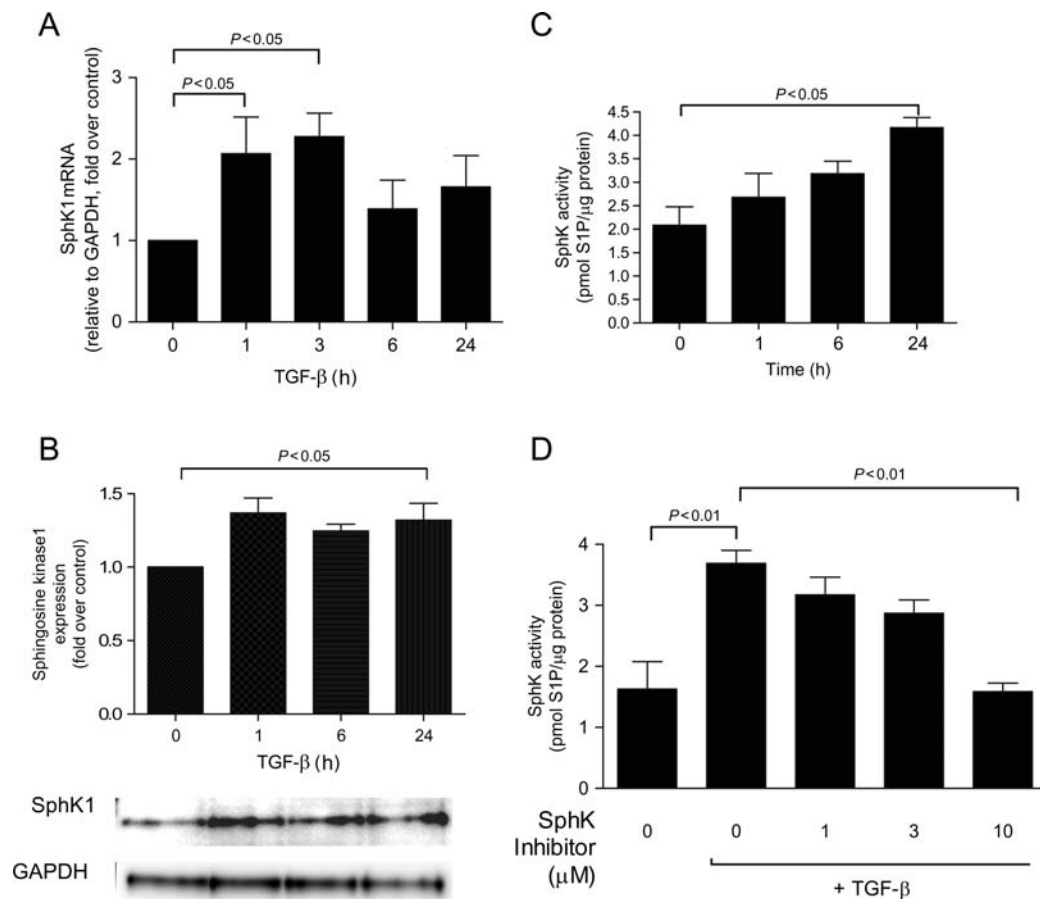 A
P<0.05
P<0.05
SphK1 mRNA
(relative to GAPDH, fold over control)
3
2
1
0
0 1 3 6 24
TGF-β (h)
B
P<0.05
Sphingosine kinase1
expression
(fold over control)
1.5
1.0
0.5
0.0
0 1 6 24
TGF-β (h)
SphK1
GAPDH
C
P<0.05
SphK activity
(pmol S1P/μg protein)
4.5
4.0
3.5
3.0
2.5
2.0
1.5
1.0
0.5
0.0
0 1 6 24
Time (h)
D
P<0.01
P<0.01
SphK activity
(pmol S1P/μg protein)
4
3
2
1
0
SphK
Inhibitor
(μM)
0 0 1 3 10
+ TGF-β